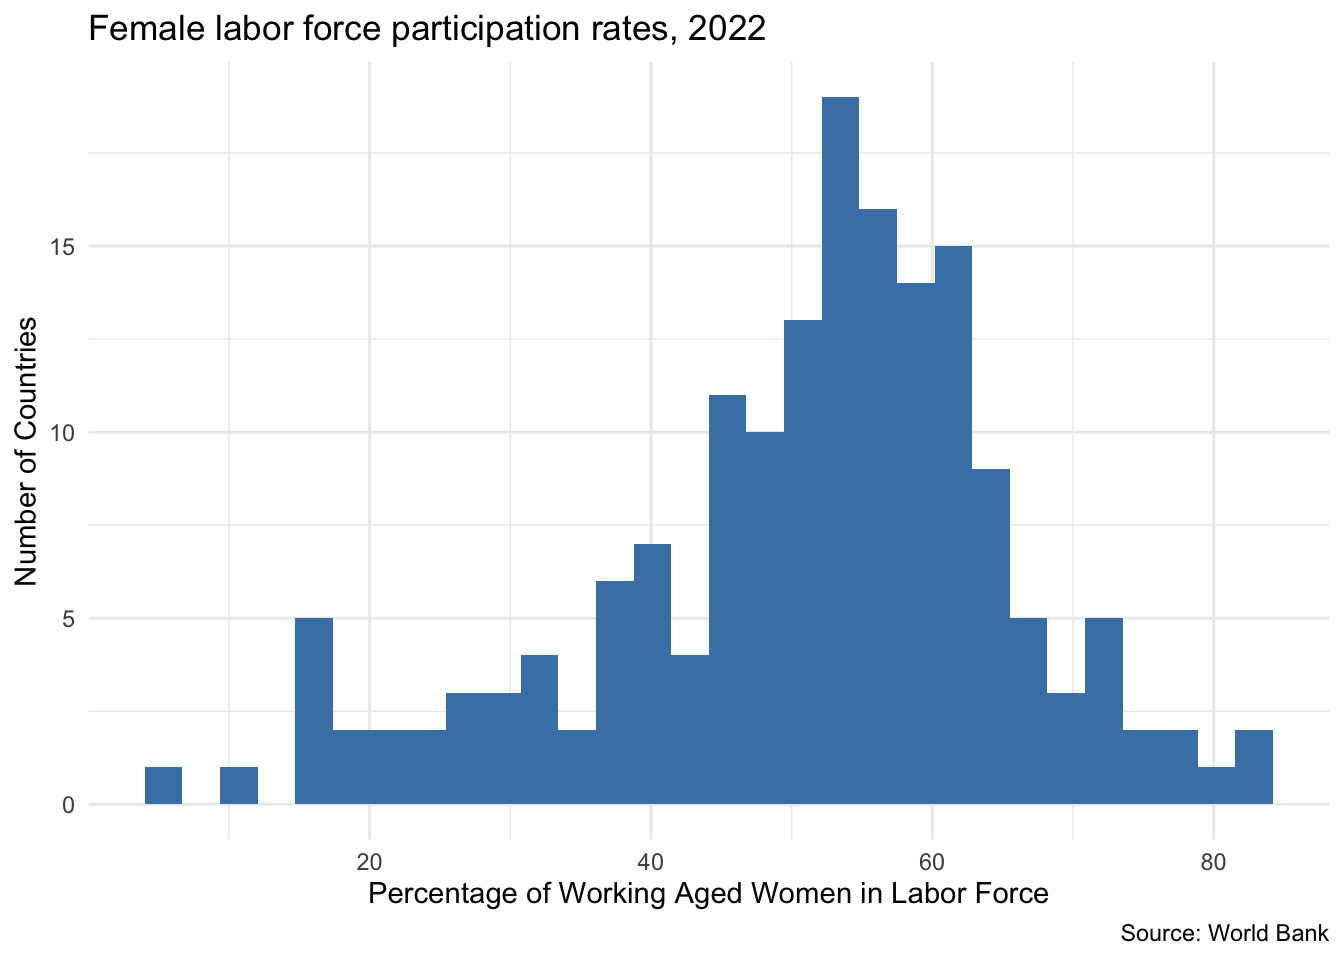 Female labor force participation rates, 2022
15
10
5
0
Number of Countries
20 40 60 80
Percentage of Working Aged Women in Labor Force
Source: World Bank